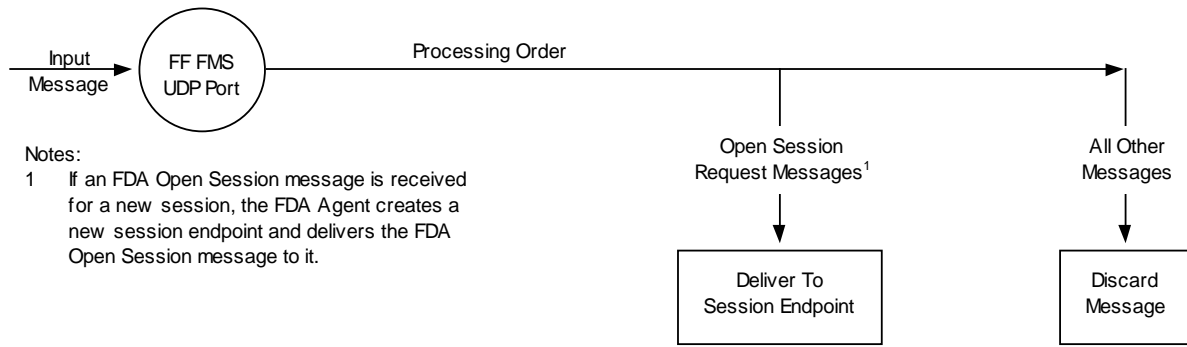 Input
Message
FF FMS
UDP Port
Processing Order
Open Session
Request Messages¹
All Other
Messages
Notes:
1 If an FDA Open Session message is received
for a new session, the FDA Agent creates a
new session endpoint and delivers the FDA
Open Session message to it.
Deliver To
Session Endpoint
Discard
Message